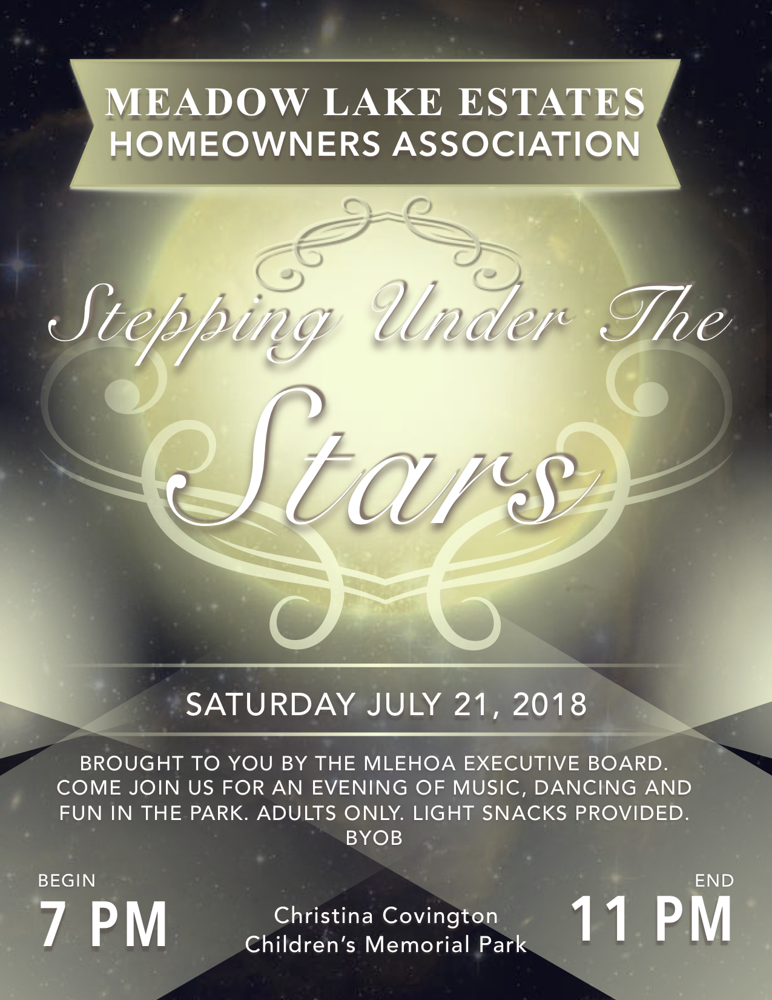 MEADOW LAKE ESTATES
HOMEOWNERS ASSOCIATION
Stepping Under The
Stars
SATURDAY JULY 21, 2018
BROUGHT TO YOU BY THE MLEHOA EXECUTIVE BOARD.
COME JOIN US FOR AN EVENING OF MUSIC, DANCING AND
FUN IN THE PARK. ADULTS ONLY. LIGHT SNACKS PROVIDED.
BYOB
BEGIN
7 PM
Christina Covington
Children’s Memorial Park
END
11 PM